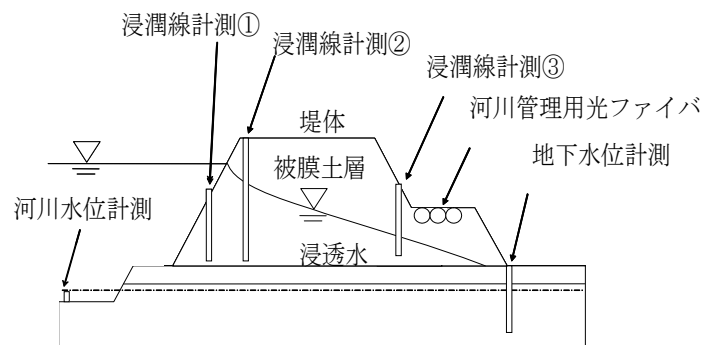 浸潤線計測①
浸潤線計測②
浸潤線計測③
河川管理用光ファイバ
堤体
地下水位計測
被膜土層
河川水位計測
浸透水